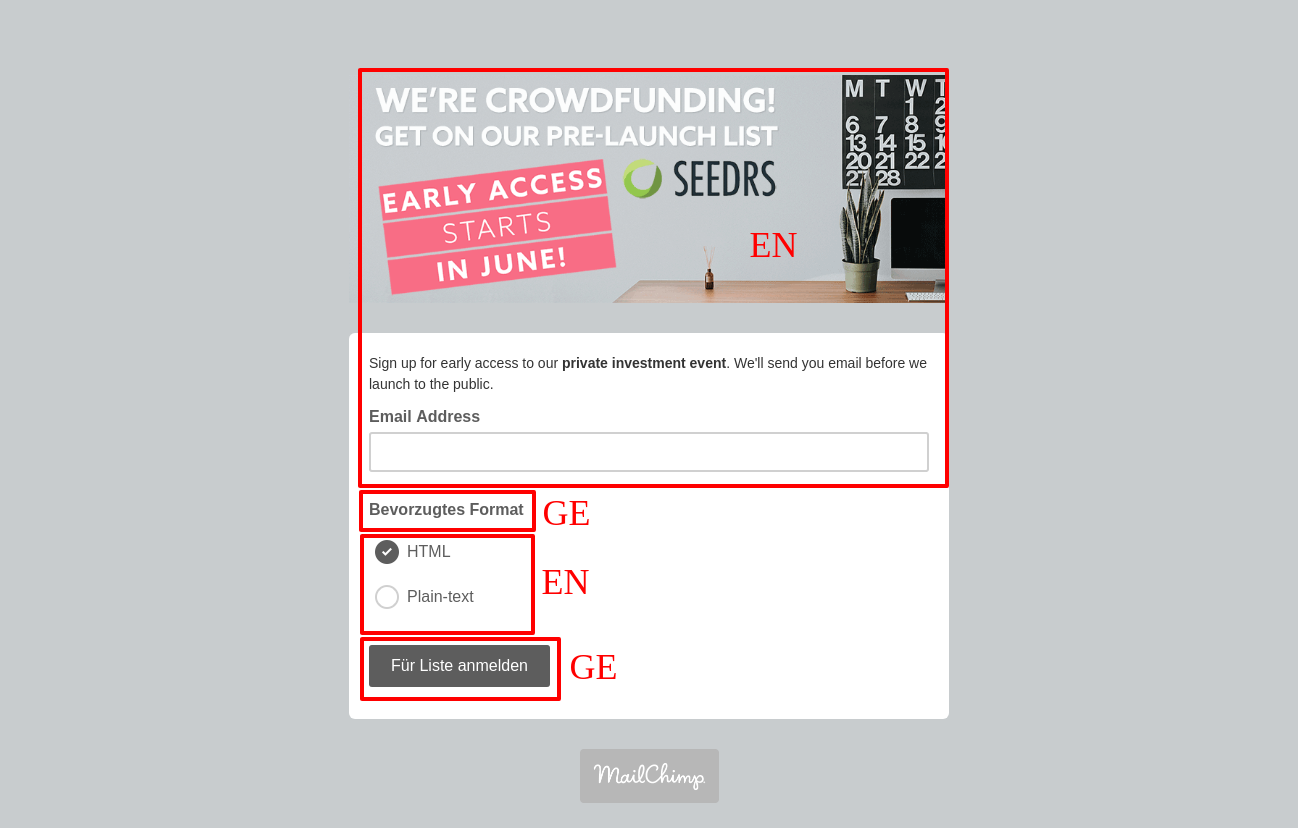 WE'RE CROWDFUNDING!
GET ON OUR PRE-LAUNCH LIST
EARLY ACCESS
STARTS
IN JUNE!
SEEDRS
M T W T
1 2
6 7 8 9
13 14 15 1
20 21 22 2
27 28
EN
Sign up for early access to our private investment event. We'll send you email before we
launch to the public.
Email Address
Bevorzugtes Format
GE
HTML
EN
Plain-text
Für Liste anmelden
GE
MailChimp